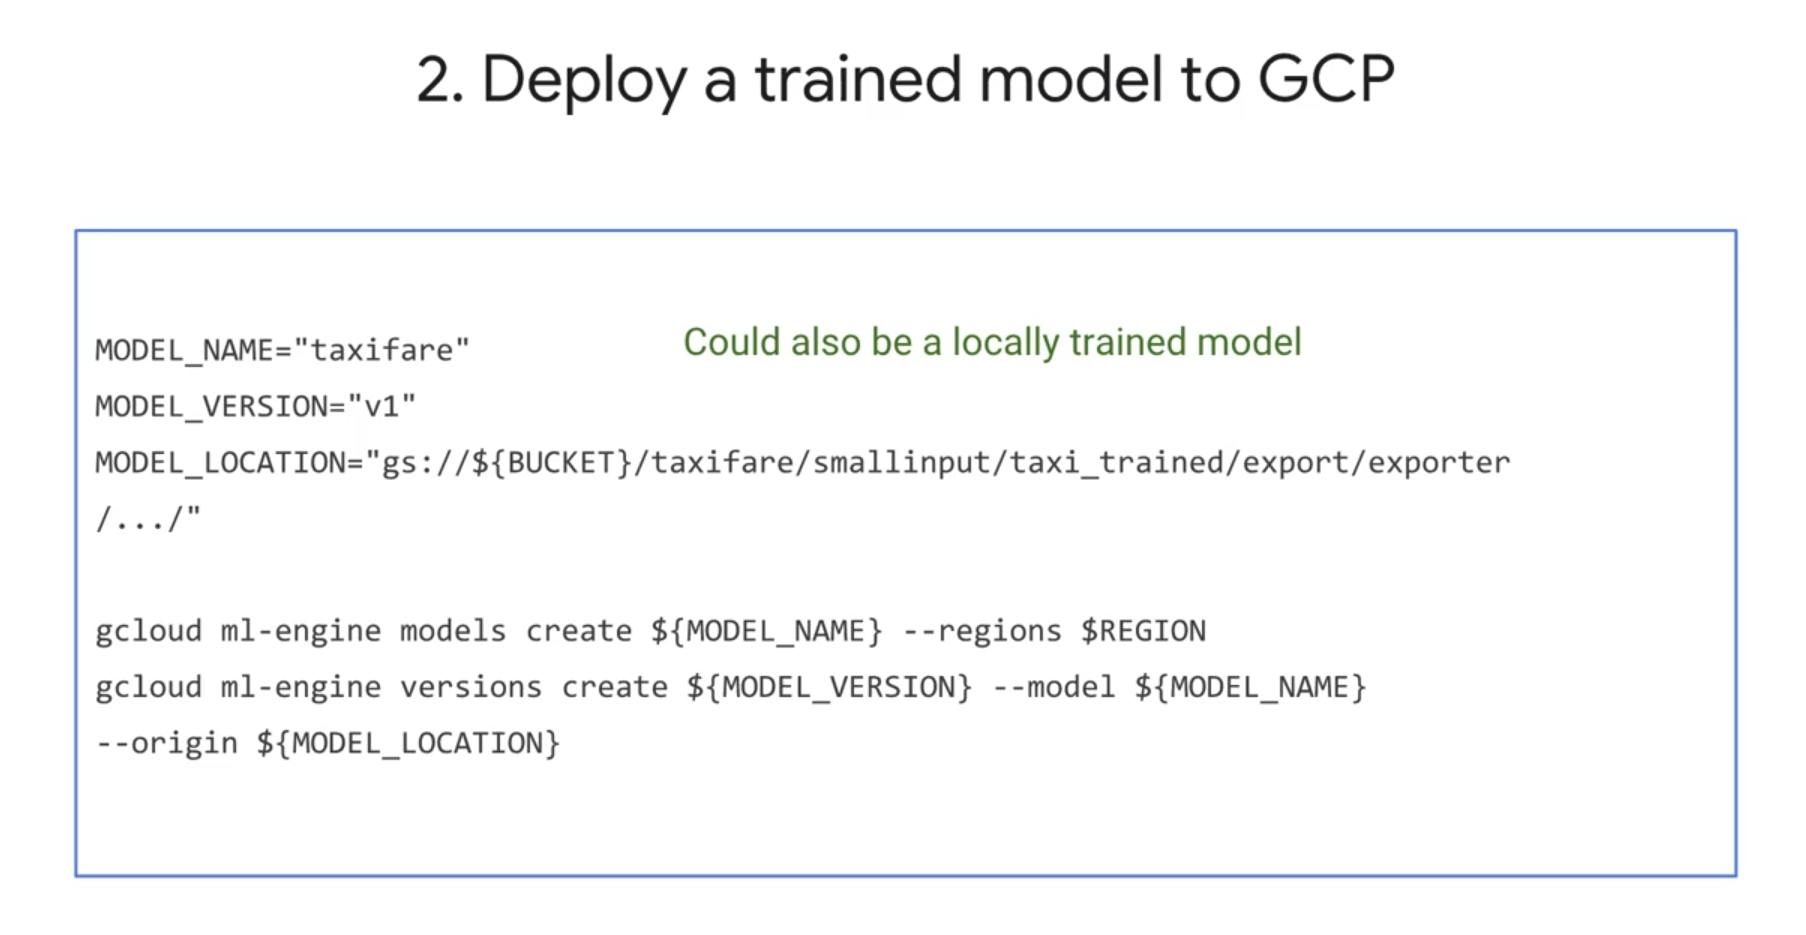 2. Deploy a trained model to GCP
MODEL_NAME="taxifare"
Could also be a locally trained model
MODEL_VERSION="v1"
MODEL_LOCATION="gs://${BUCKET}/taxifare/smallinput/taxi_trained/export/exporter
/.../"
gcloud ml-engine models create ${MODEL_NAME} --regions $REGION
gcloud ml-engine versions create ${MODEL_VERSION} --model ${MODEL_NAME}
--origin ${MODEL_LOCATION}